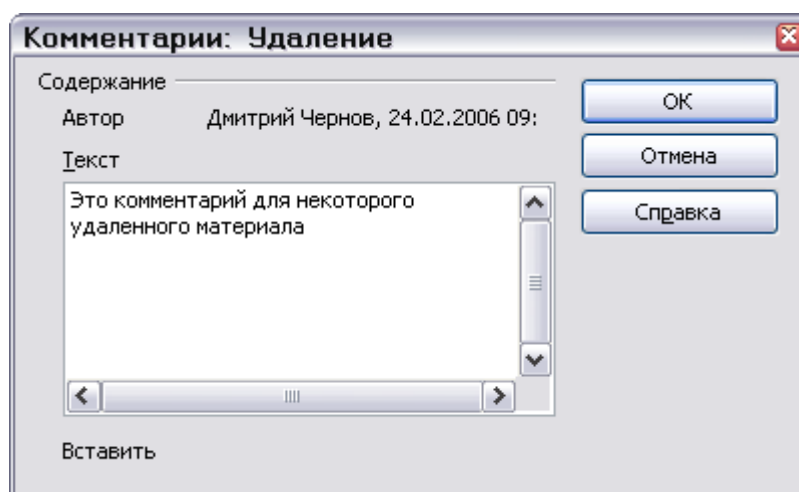 Комментарии: Удаление
Содержание
Автор Дмитрий Чернов, 24.02.2006 09:
Текст
Это комментарий для некоторого
удаленного материала
Вставить
ОК
Отмена
Справка